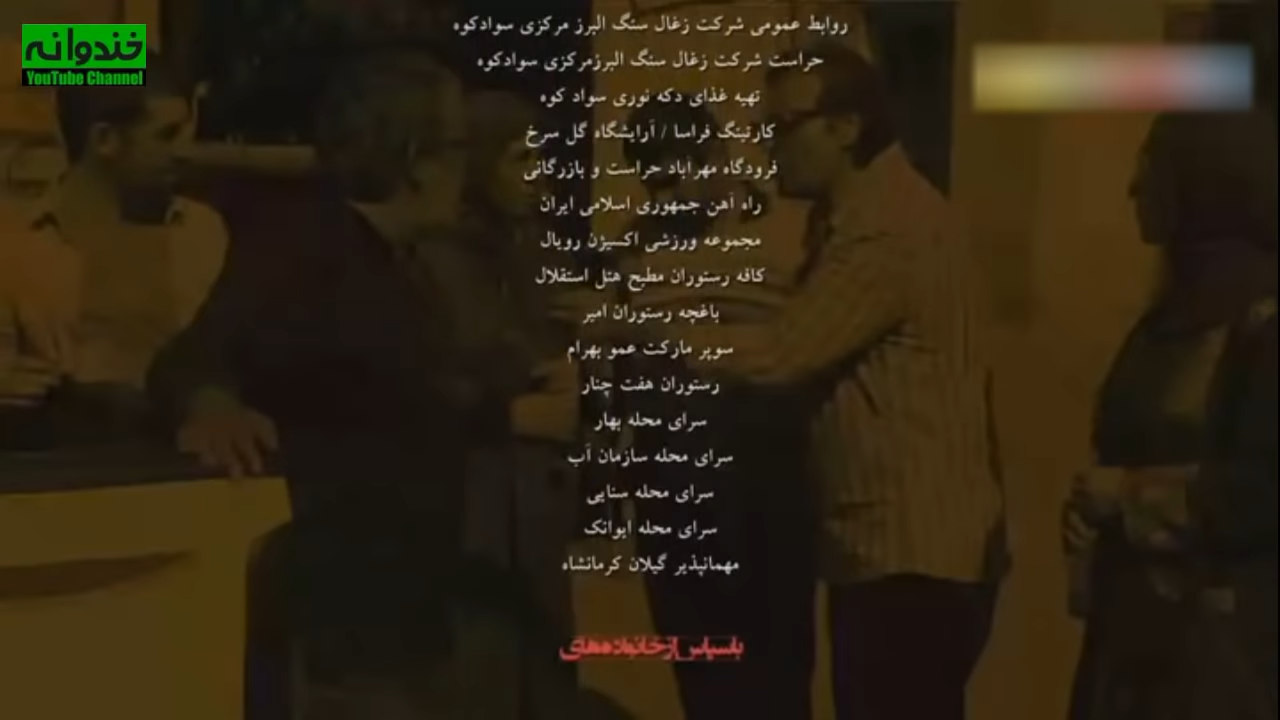 خندوانه
YouTube Channel
روابط عمومی شرکت زغال سنگ البرز مرکزی سوادکوه
حراست شرکت زغال سنگ البرزمرکزی سوادکوه
تهیه غذای دکه نوری سواد کوه
کارتینگ فراسا / آرایشگاه گل سرخ
فرودگاه مهرآباد حراست و بازرگانی
راه آهن جمهوری اسلامی ایران
مجموعه ورزشی اکسیژن رویال
کافه رستوران مطبخ هتل استقلال
باغچه رستوران امیر
سوپر مارکت عمو بهرام
رستوران هفت چنار
سرای محله بهار
سرای محله سازمان آب
سرای محله سنایی
سرای محله ایوانک
مهمانپذیر گیلان کرمانشاه
باسپاس ازخانواده‌های